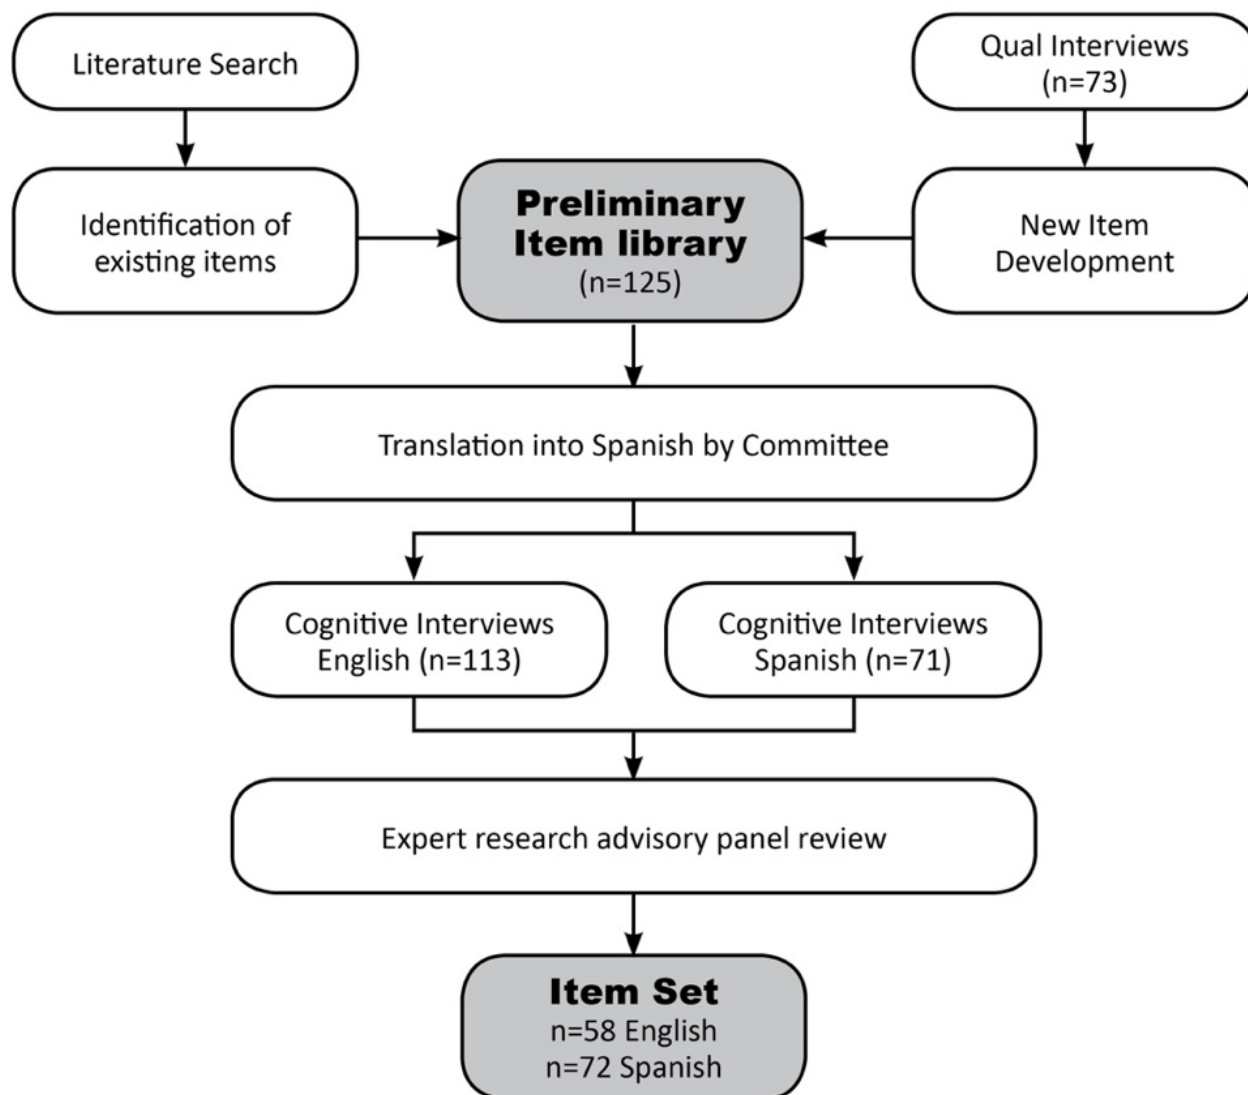 Literature Search
Qual Interviews
(n=73)
Identification of
existing items
Preliminary
Item library
(n=125)
New Item
Development
Translation into Spanish by Committee
Cognitive Interviews
English (n=113)
Cognitive Interviews
Spanish (n=71)
Expert research advisory panel review
Item Set
n=58 English
n=72 Spanish